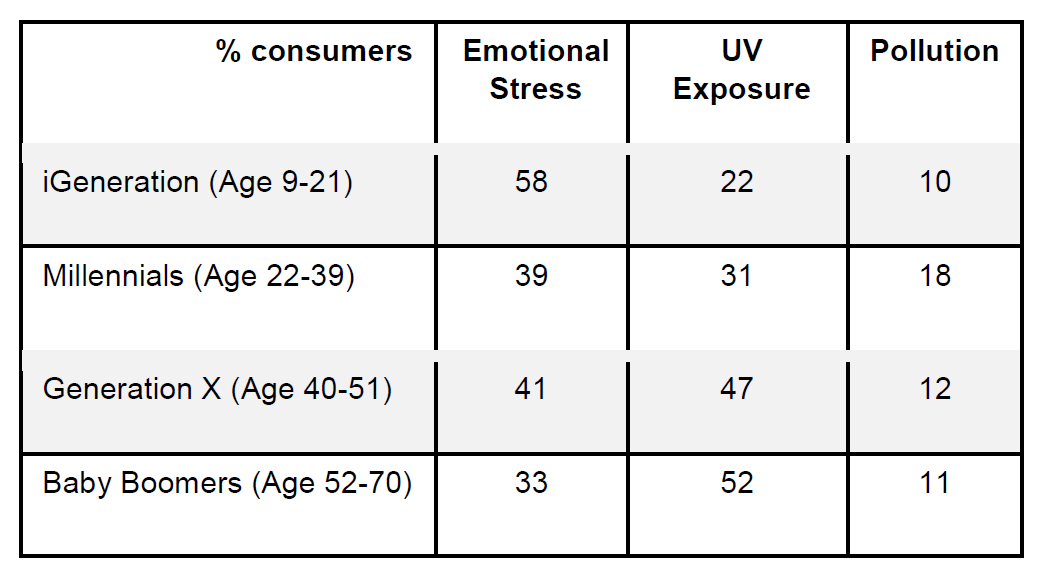 % consumers Emotional Stress UV Exposure Pollution
iGeneration (Age 9-21) 58 22 10
Millennials (Age 22-39) 39 31 18
Generation X (Age 40-51) 41 47 12
Baby Boomers (Age 52-70) 33 52 11